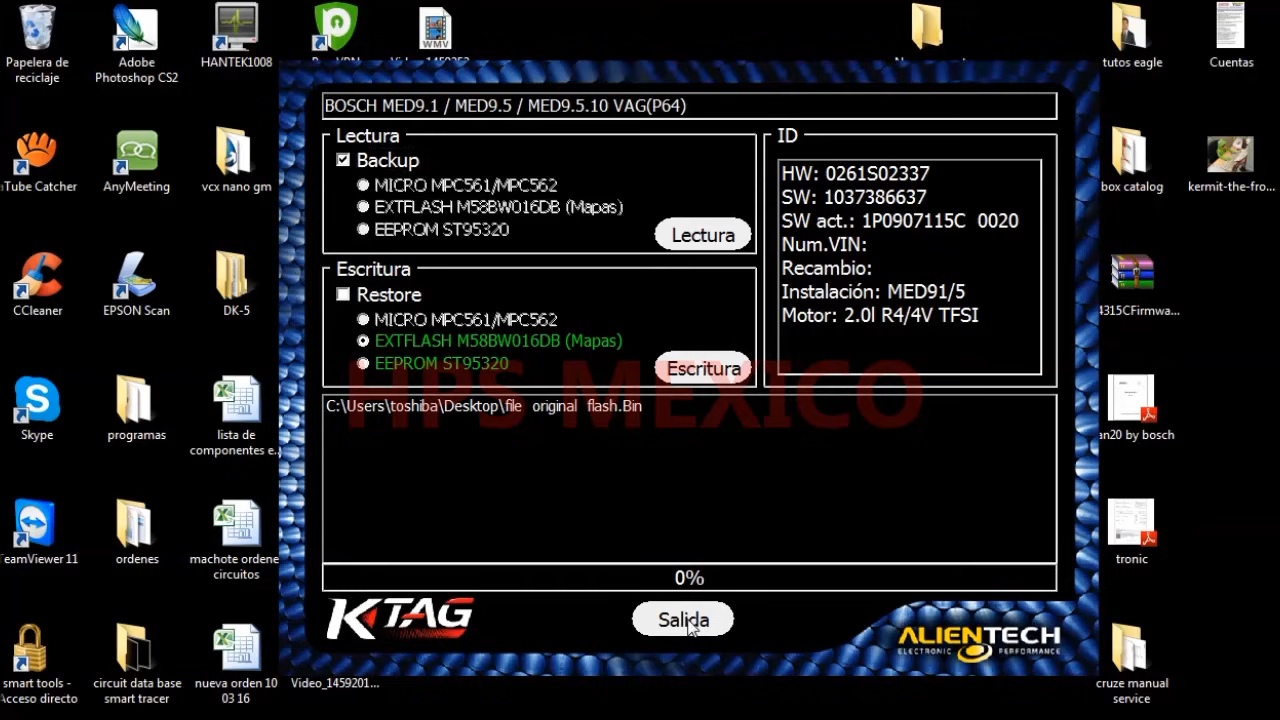 Papelera de
reciclaje
Adobe
Photoshop CS2
HANTEK1008
WMV
tutos eagle
Cuentas
aTube Catcher
AnyMeeting
vcx nano gm
box catalog
kermit-the-fro...
CCleaner
EPSON Scan
DK-5
4315CFirmwa...
Skype
programas
lista de
componentes e...
an20 by bosch
TeamViewer 11
ordenes
machote ordene
circuitos
tronic
smart tools -
Acceso directo
circuit data base
smart tracer
nueva orden 10
03 16
Video_1459201...
cruze manual
service
BOSCH MED9.1 / MED9.5 / MED9.5.10 VAG(P64)
Lectura
Backup
MICRO MPC561/MPC562
EXTFLASH M58BW016DB (Mapas)
EEPROM ST95320
Lectura
Escritura
Restore
MICRO MPC561/MPC562
EXTFLASH M58BW016DB (Mapas)
EEPROM ST95320
Escritura
ID
HW: 0261S02337
SW: 1037386637
SW act.: 1P0907115C 0020
Num.VIN:
Recambio:
Instalación: MED91/5
Motor: 2.0l R4/4V TFSI
HPS MEXICO
C:\Users\toshiba\Desktop\file original flash.Bin
0%
KTAG
Salida
ALIENTECH
ELECTRONIC PERFORMANCE